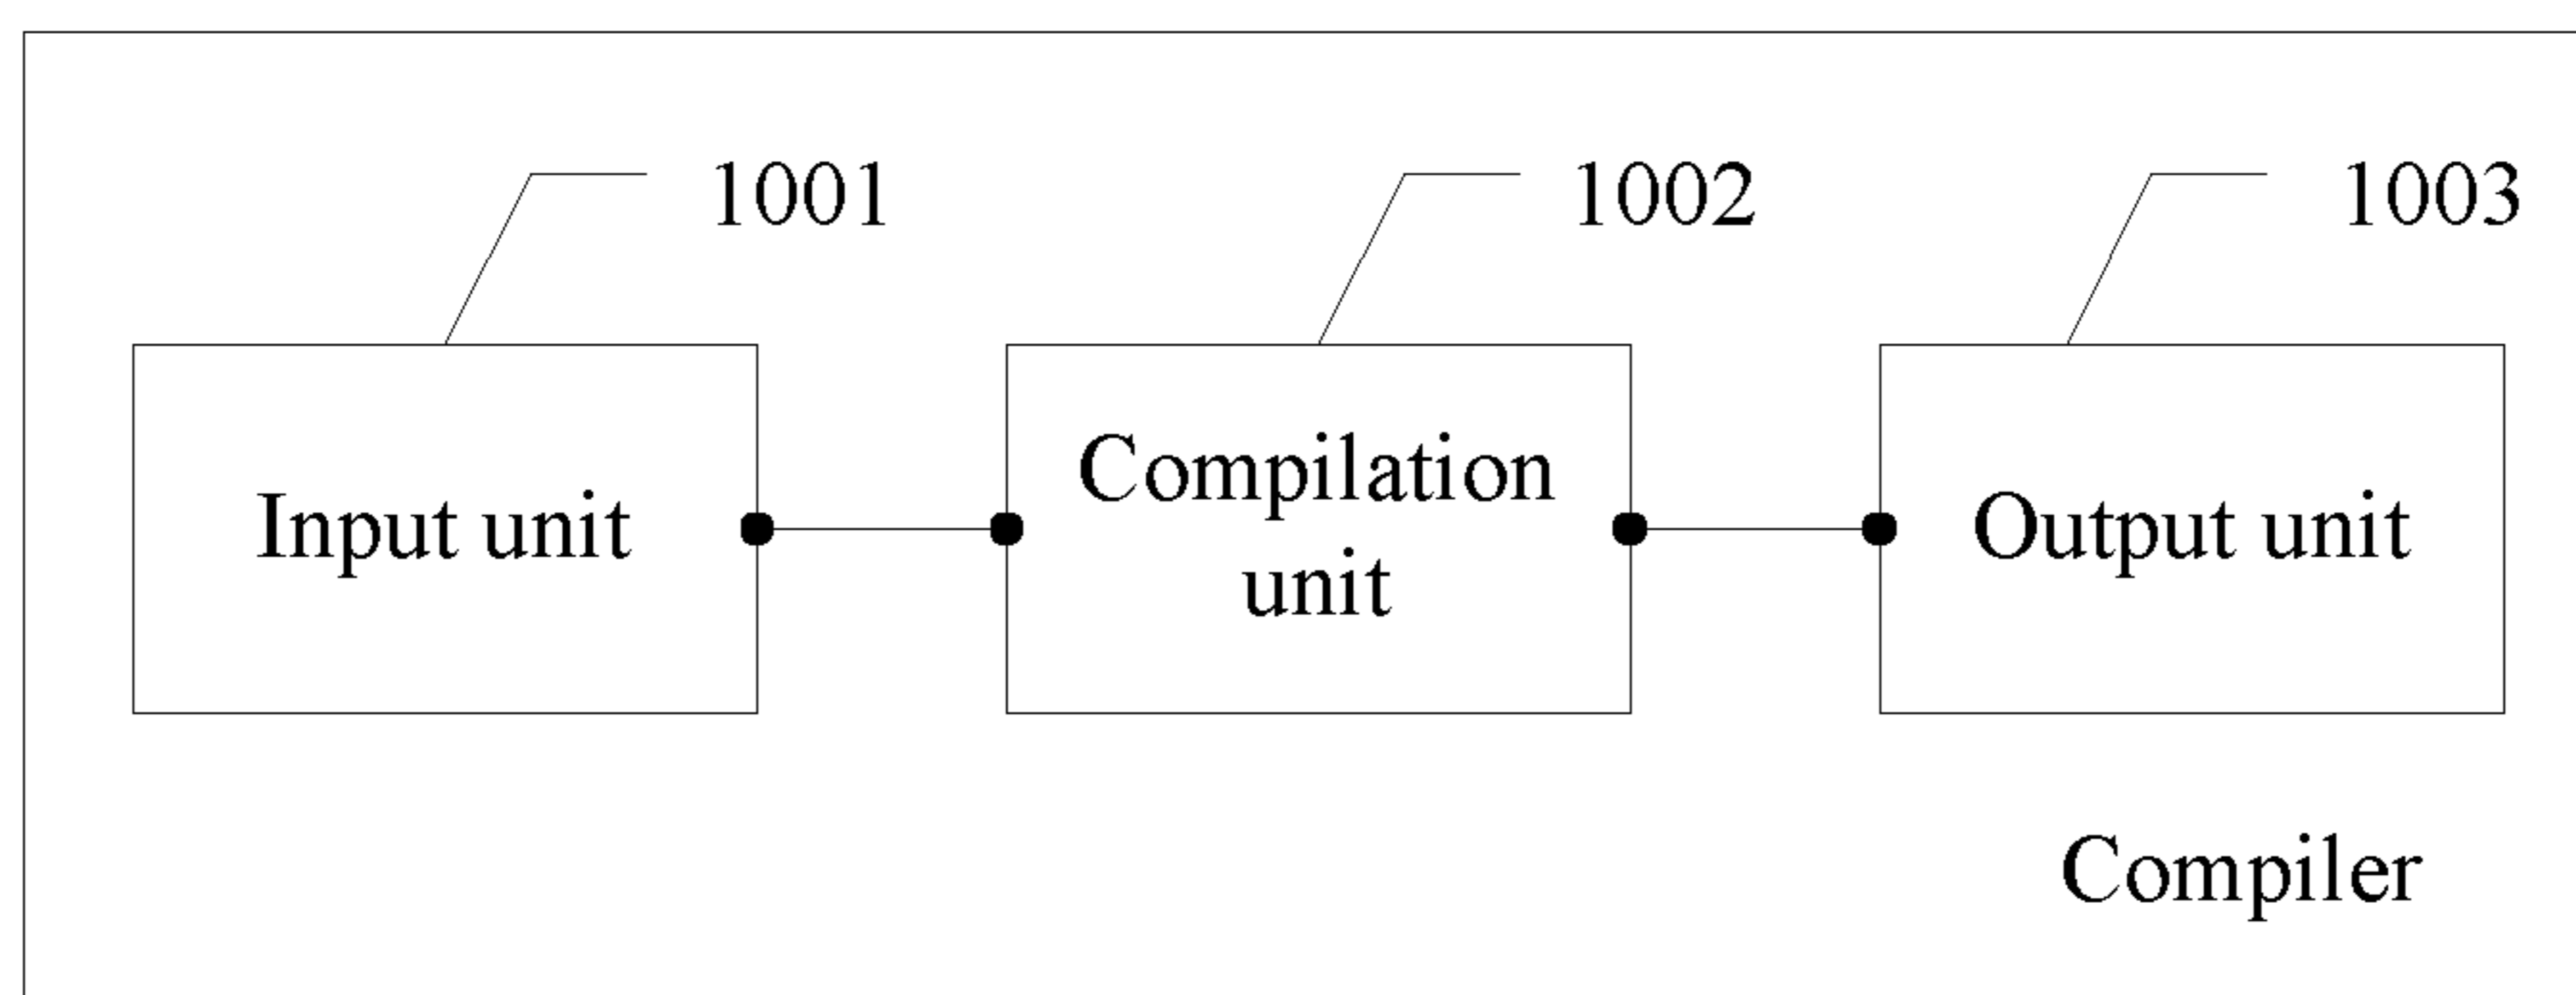 1001
1002
1003
Input unit
Compilation
unit
Output unit
Compiler